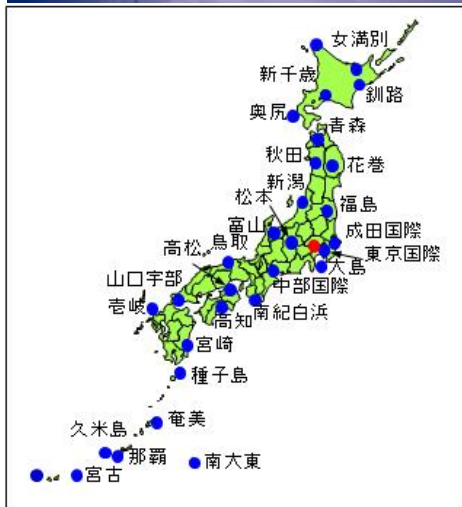 女満別
新千歳
釧路
奥尻
青森
秋田
花巻
新潟
松本
福島
富山
成田国際
鳥取
高松
東京国際
大島
山口宇部
中部国際
壱岐
南紀白浜
高知
宮崎
種子島
奄美
久米島
那覇
南大東
宮古